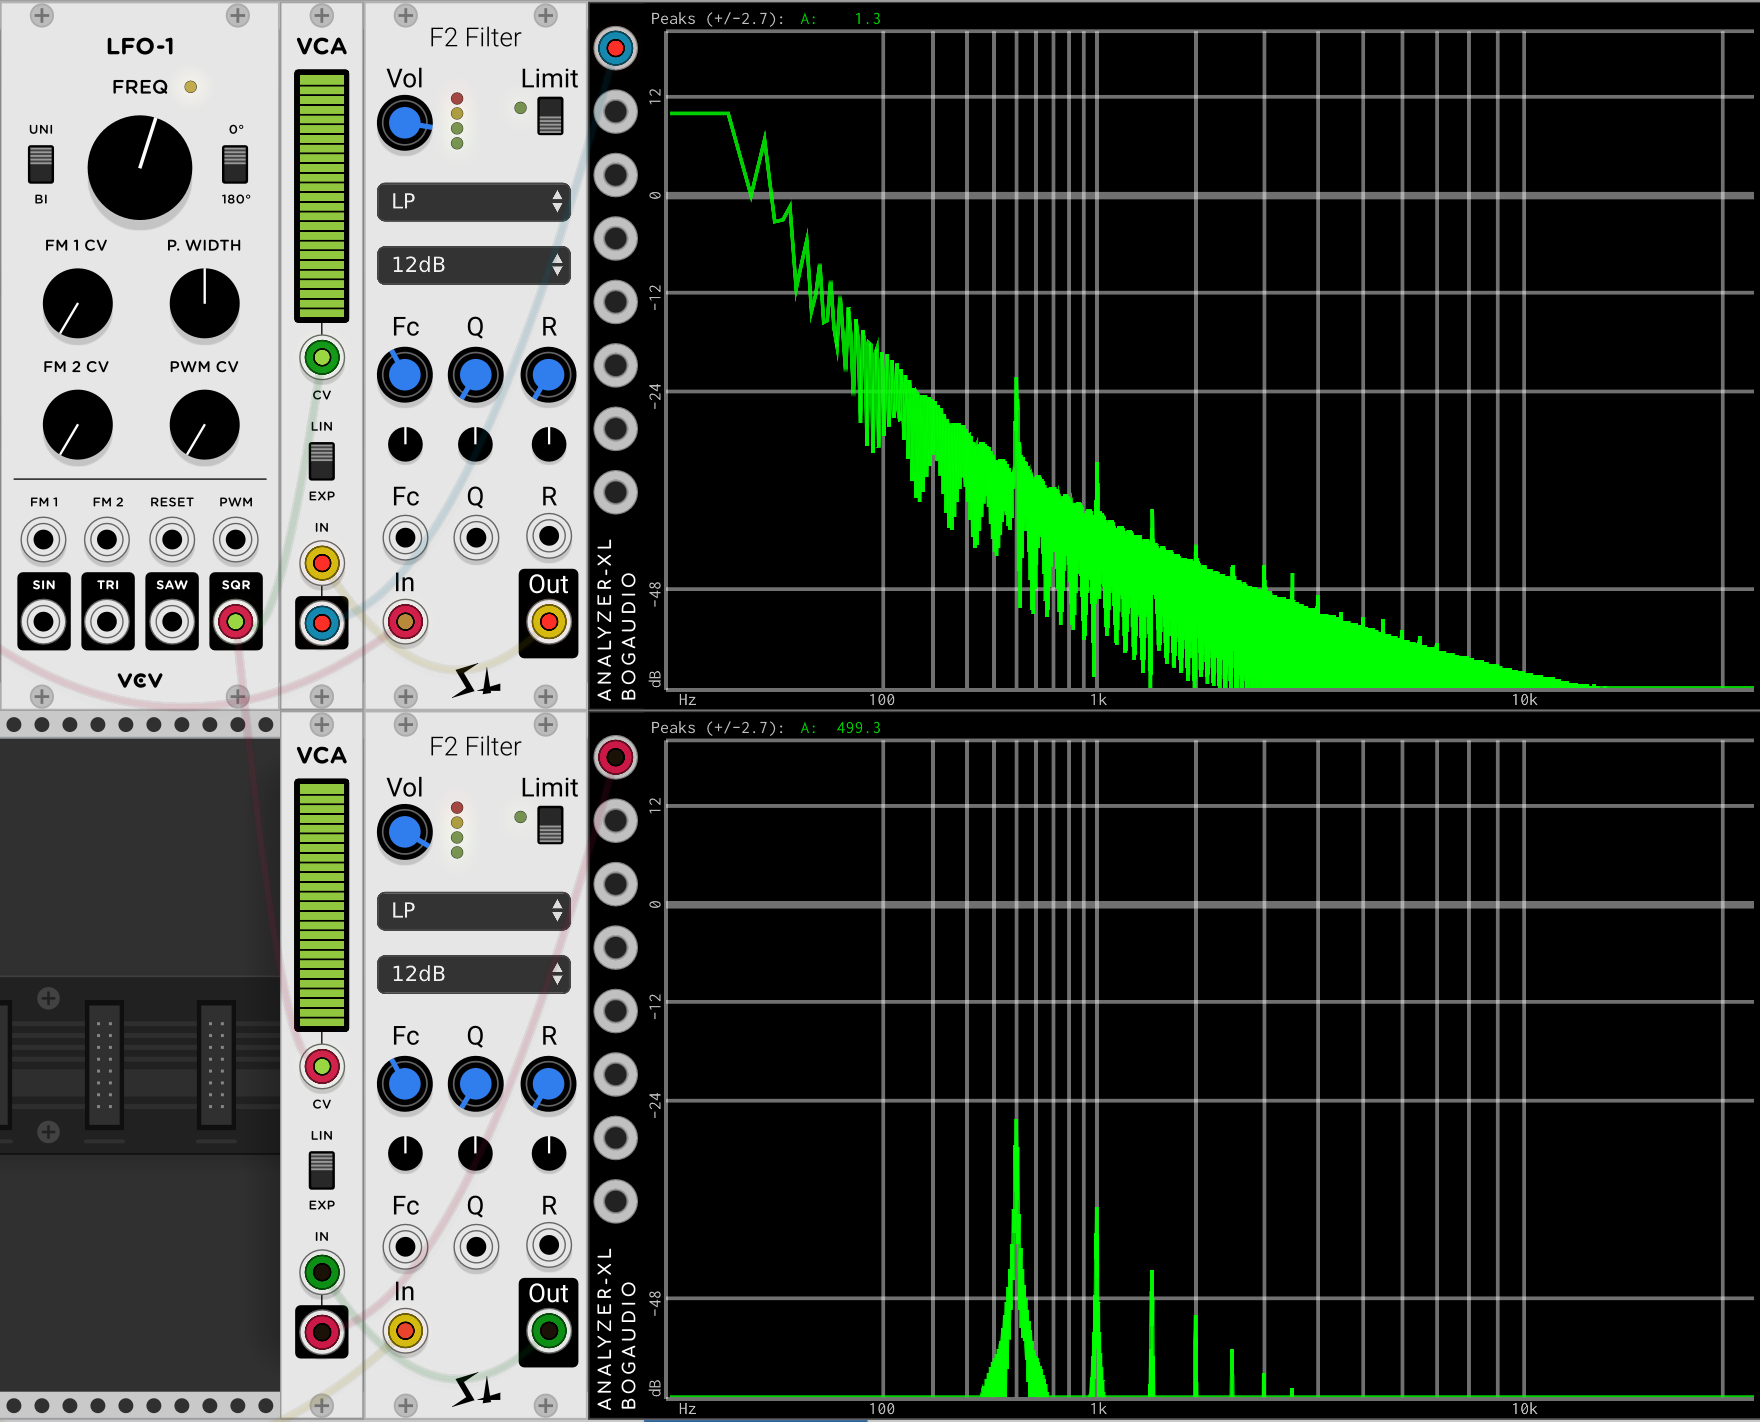 LFO-1
FREQ
UNI
0°
BI
180°
FM 1 CV
P. WIDTH
FM 2 CV
PWM CV
FM 1
FM 2
RESET
PWM
SIN
TRI
SAW
SQR
VCV
VCA
CV
LIN
EXP
IN
F2 Filter
Vol
Limit
LP
12dB
Fc
Q
R
Fc
Q
R
In
Out
ANALYZER-XL
BOGAUDIO
Peaks (+/-2.7): A: 1.3
12
0
-12
-24
-48
dB
Hz
100
1k
10k
VCA
CV
LIN
EXP
IN
F2 Filter
Vol
Limit
LP
12dB
Fc
Q
R
Fc
Q
R
In
Out
ANALYZER-XL
BOGAUDIO
Peaks (+/-2.7): A: 499.3
12
0
-12
-24
-48
dB
Hz
100
1k
10k